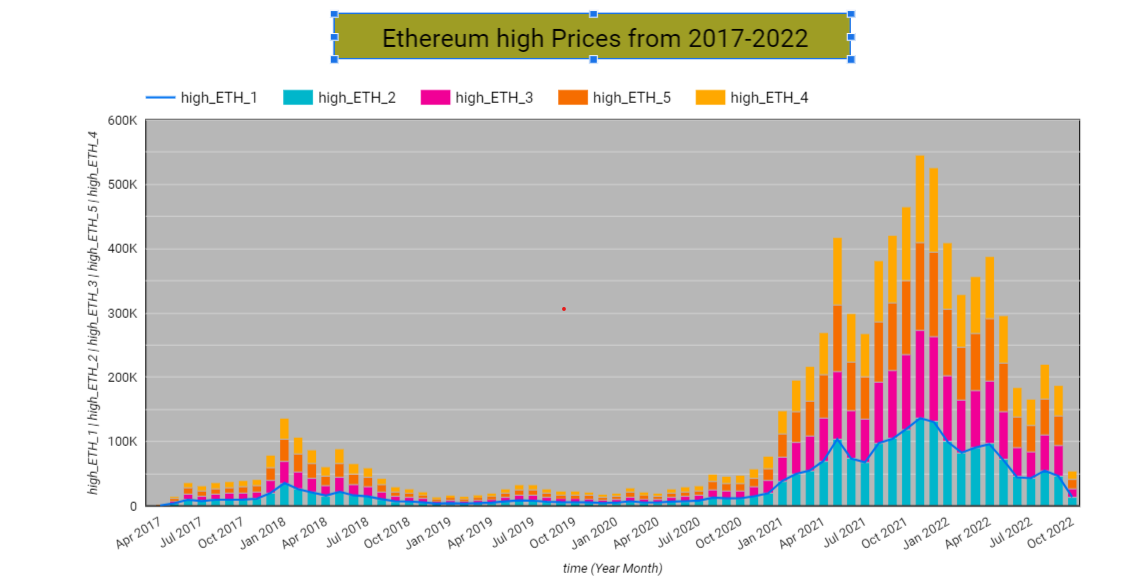 Ethereum high Prices from 2017-2022
high_ETH_1 high_ETH_2 high_ETH_3 high_ETH_5 high_ETH_4
high_ETH_1 | high_ETH_2 | high_ETH_3 | high_ETH_5 | high_ETH_4
600K
500K
400K
300K
200K
100K
0
Apr 2017 Jul 2017 Oct 2017 Jan 2018 Apr 2018 Jul 2018 Oct 2018 Jan 2019 Apr 2019 Jul 2019 Oct 2019 Jan 2020 Apr 2020 Jul 2020 Oct 2020 Jan 2021 Apr 2021 Jul 2021 Oct 2021 Jan 2022 Apr 2022 Jul 2022 Oct 2022
time (Year Month)